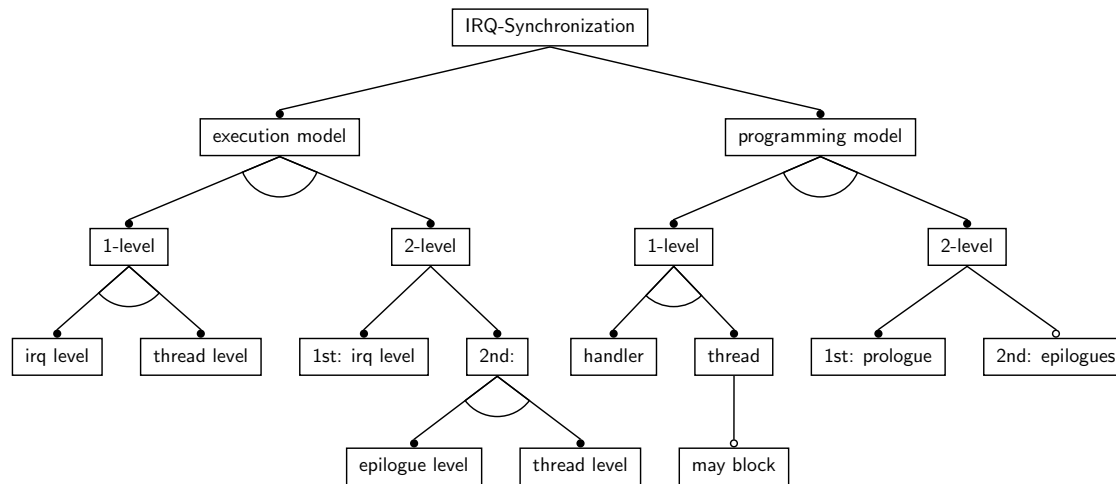 IRQ-Synchronization
execution model
programming model
1-level
2-level
1-level
2-level
irq level
thread level
1st: irq level
2nd:
handler
thread
1st: prologue
2nd: epilogues
epilogue level
thread level
may block